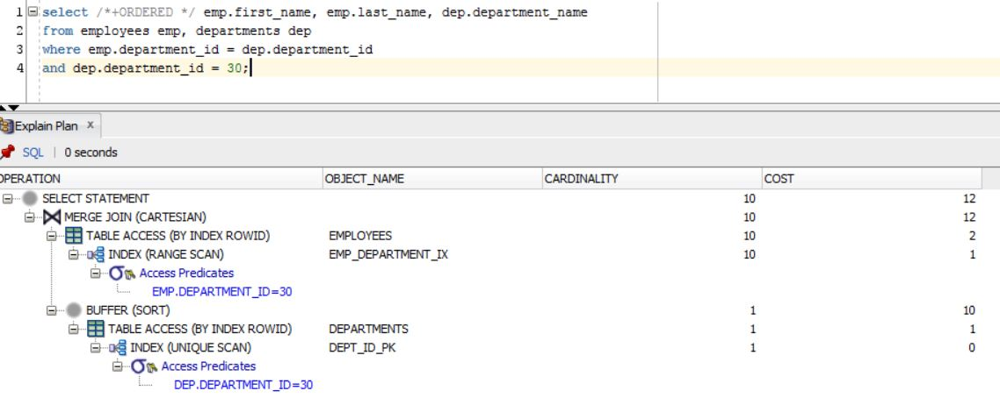 1 select /*+ORDERED */ emp.first_name, emp.last_name, dep.department_name
2 from employees emp, departments dep
3 where emp.department_id = dep.department_id
4 and dep.department_id = 30;
Explain Plan x
SQL | 0 seconds
OPERATION OBJECT_NAME CARDINALITY COST
SELECT STATEMENT 10 12
MERGE JOIN (CARTESIAN) 10 12
TABLE ACCESS (BY INDEX ROWID) EMPLOYEES 10 2
INDEX (RANGE SCAN) EMP_DEPARTMENT_IX 10 1
Access Predicates
EMP.DEPARTMENT_ID=30
BUFFER (SORT) 1 10
TABLE ACCESS (BY INDEX ROWID) DEPARTMENTS 1 1
INDEX (UNIQUE SCAN) DEPT_ID_PK 1 0
Access Predicates
DEP.DEPARTMENT_ID=30